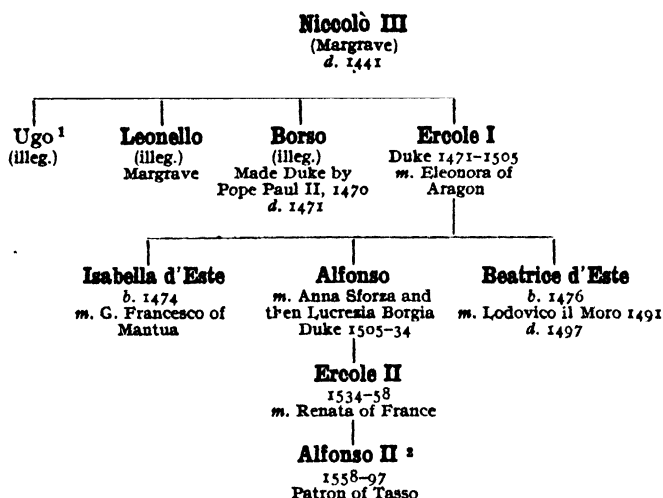 Niccolò III
(Margrave)
d. 1441
Ugo ¹
(illeg.)
Leonello
(illeg.)
Margrave
Borso
(illeg.)
Made Duke by
Pope Paul II, 1470
d. 1471
Ercole I
Duke 1471–1505
m. Eleonora of
Aragon
Isabella d'Este
b. 1474
m. G. Francesco of
Mantua
Alfonso
m. Anna Sforza and
then Lucrezia Borgia
Duke 1505–34
Beatrice d'Este
b. 1476
m. Lodovico il Moro 1491
d. 1497
Ercole II
1534–58
m. Renata of France
Alfonso II ²
1558–97
Patron of Tasso